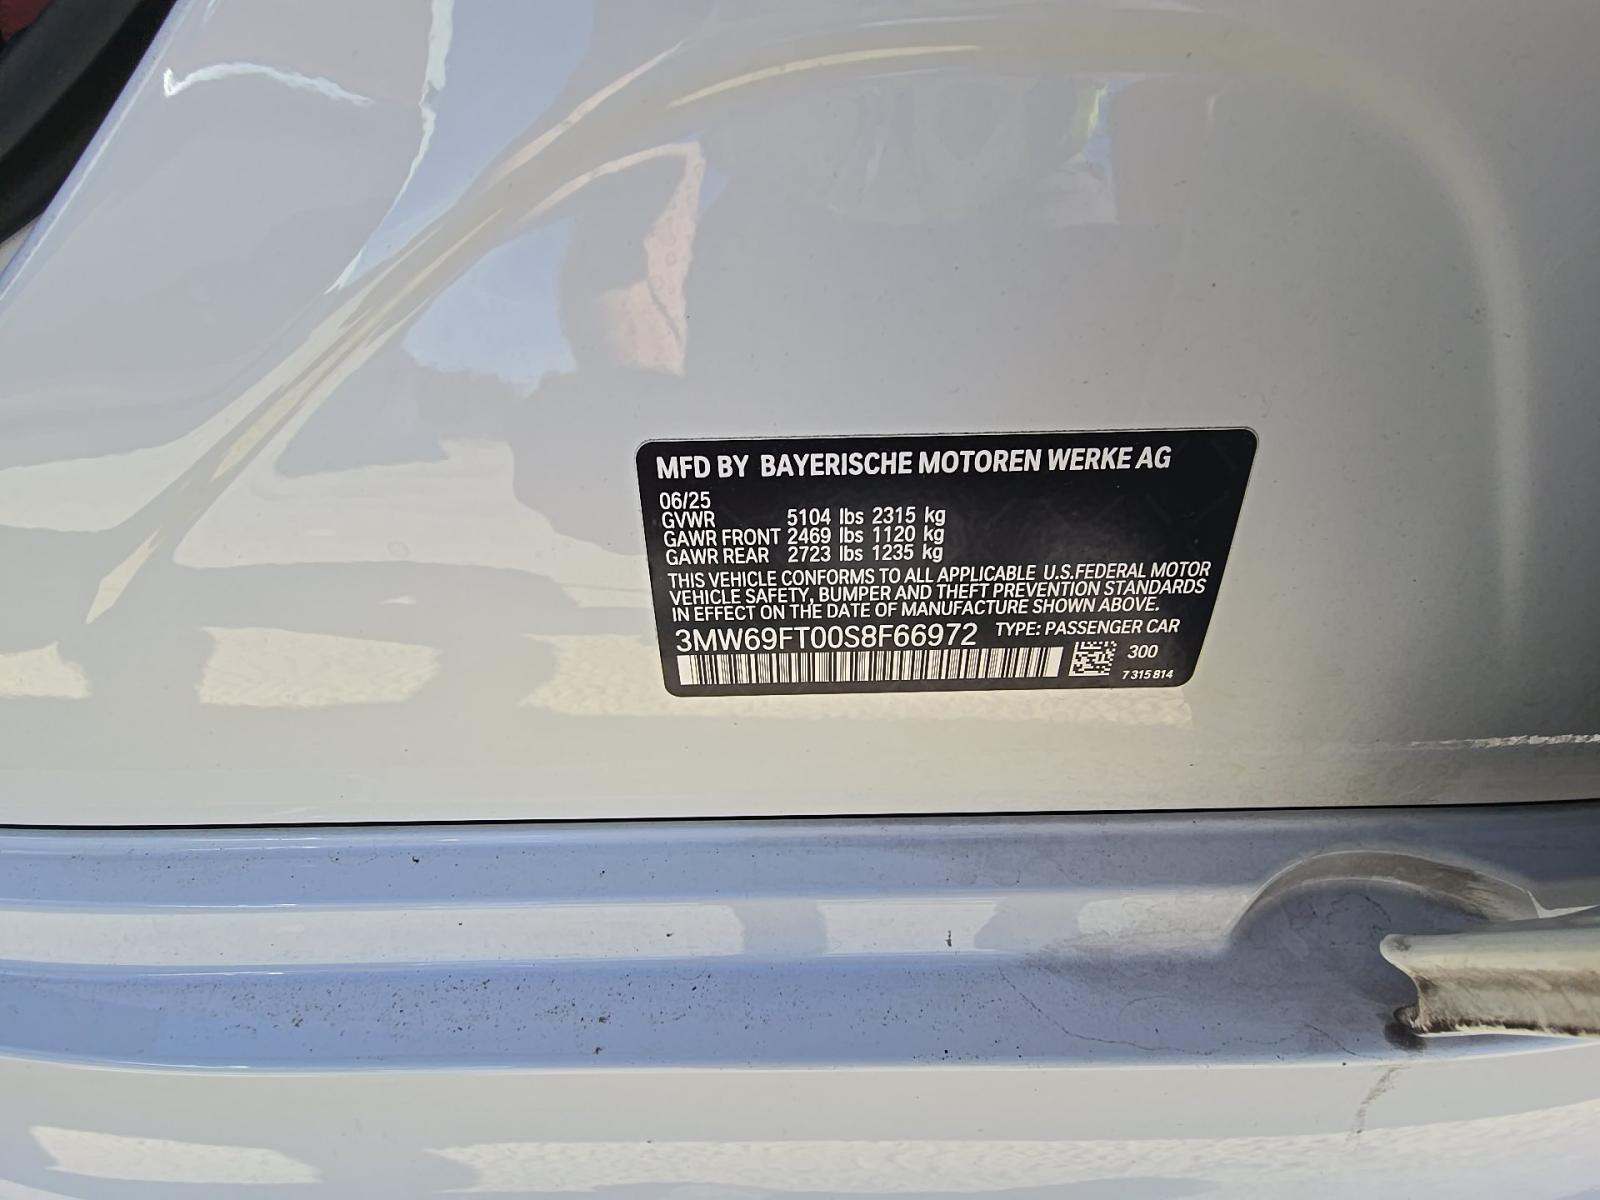 MFD BY BAYERISCHE MOTOREN WERKE AG
06/25
GVWR 5104 lbs 2315 kg
GAWR FRONT 2469 lbs 1120 kg
GAWR REAR 2723 lbs 1235 kg
THIS VEHICLE CONFORMS TO ALL APPLICABLE U.S.FEDERAL MOTOR
VEHICLE SAFETY, BUMPER AND THEFT PREVENTION STANDARDS
IN EFFECT ON THE DATE OF MANUFACTURE SHOWN ABOVE.
3MW69FT00S8F66972 TYPE: PASSENGER CAR
300
7 315 814